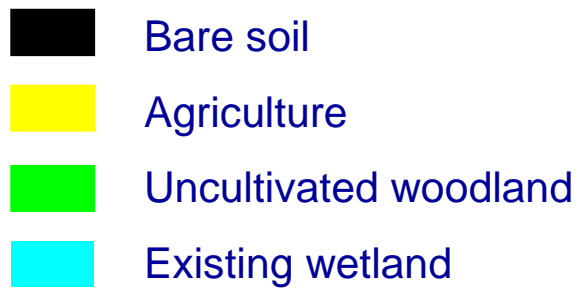 Bare soil
Agriculture
Uncultivated woodland
Existing wetland